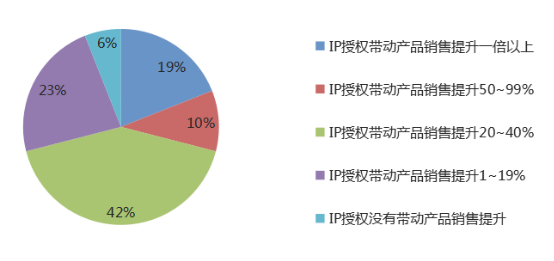 6%
19%
23%
10%
42%
IP授权带动产品销售提升一倍以上
IP授权带动产品销售提升50~99%
IP授权带动产品销售提升20~40%
IP授权带动产品销售提升1~19%
IP授权没有带动产品销售提升